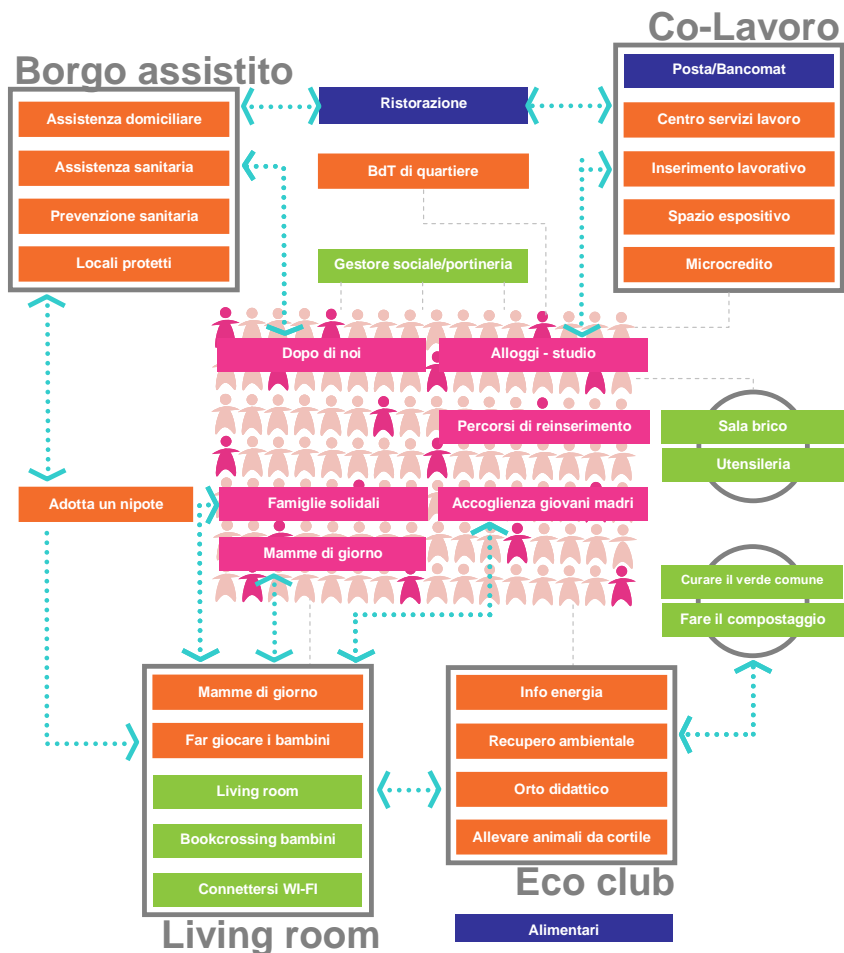 Co-Lavoro
Borgo assistito
Posta/Bancomat
Ristorazione
Assistenza domiciliare
Centro servizi lavoro
Assistenza sanitaria
BdT di quartiere
Inserimento lavorativo
Prevenzione sanitaria
Spazio espositivo
Locali protetti
Gestore sociale/portineria
Microcredito
Dopo di noi
Alloggi - studio
Percorsi di reinserimento
Sala brico
Utensileria
Adotta un nipote
Famiglie solidali
Accoglienza giovani madri
Mamme di giorno
Curare il verde comune
Fare il compostaggio
Mamme di giorno
Far giocare i bambini
Living room
Bookcrossing bambini
Connettersi WI-FI
Living room
Info energia
Recupero ambientale
Orto didattico
Allevare animali da cortile
Eco club
Alimentari